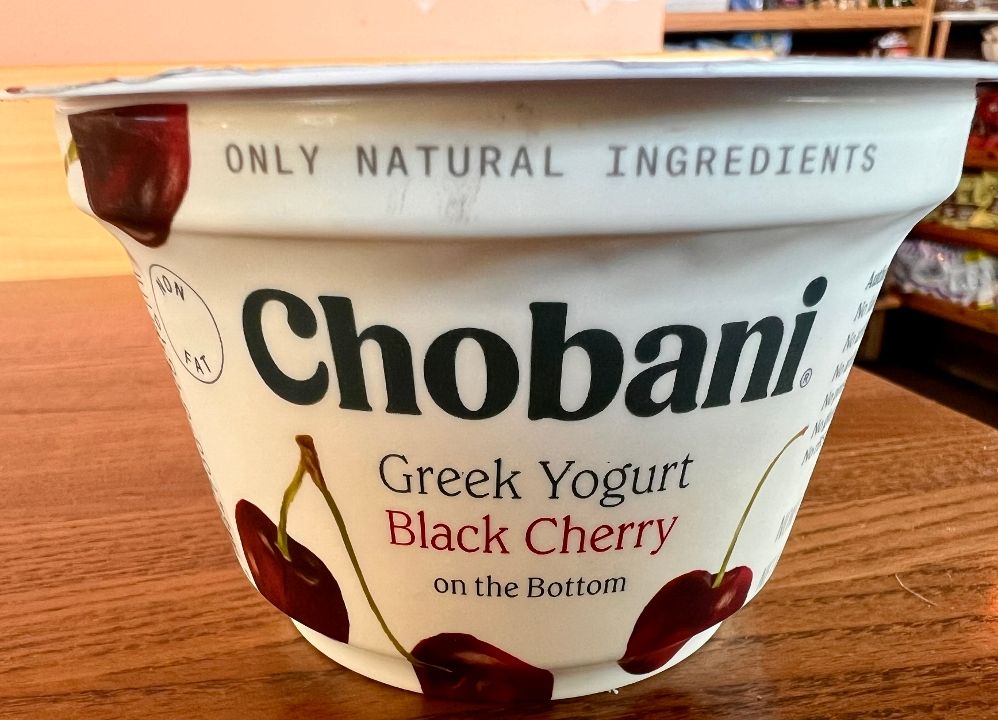 ONLY NATURAL INGREDIENTS
NON
FAT
Chobani®
Greek Yogurt
Black Cherry
on the Bottom